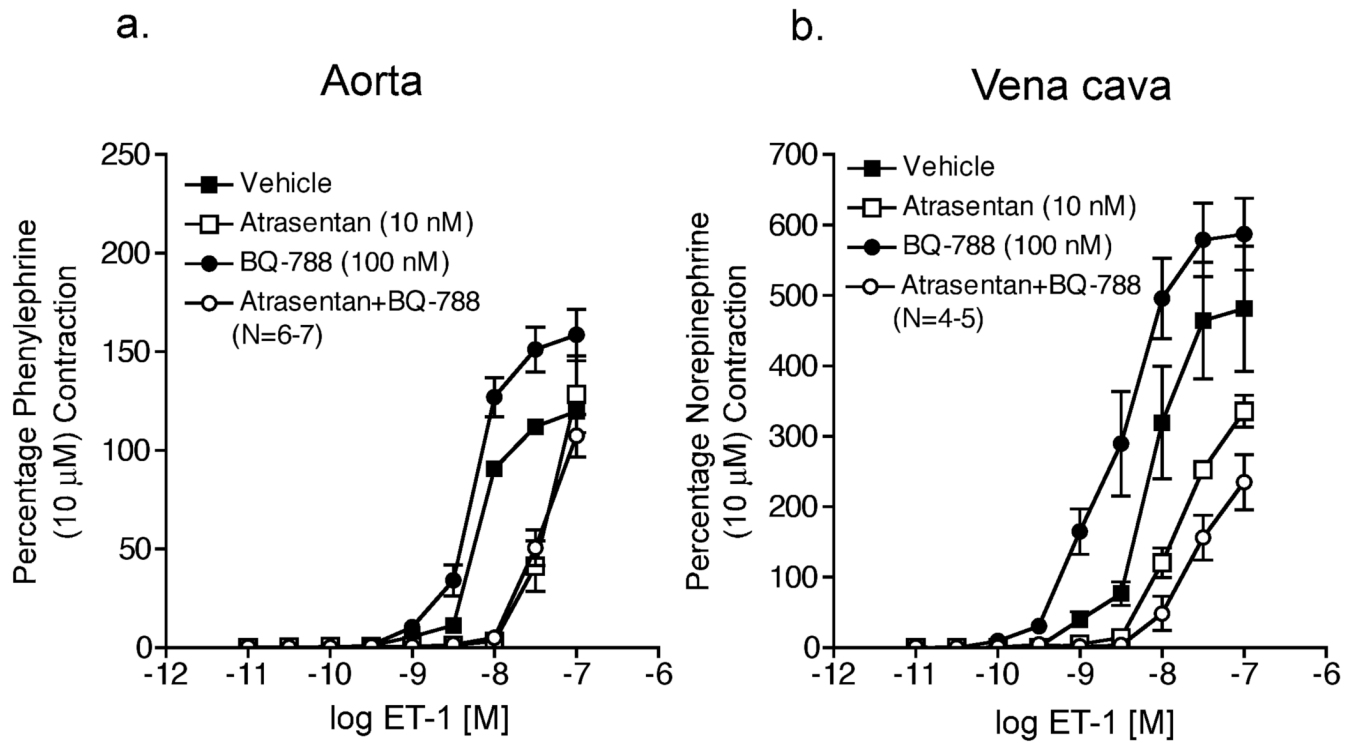 a.
Aorta
Percentage Phenylephrine
(10 µM) Contraction
250
200
150
100
50
0
Vehicle
Atrasentan (10 nM)
BQ-788 (100 nM)
Atrasentan+BQ-788
(N=6-7)
-12
-11
-10
-9
-8
-7
-6
log ET-1 [M]
b.
Vena cava
Percentage Norepinephrine
(10 µM) Contraction
700
600
500
400
300
200
100
0
Vehicle
Atrasentan (10 nM)
BQ-788 (100 nM)
Atrasentan+BQ-788
(N=4-5)
-12
-11
-10
-9
-8
-7
-6
log ET-1 [M]